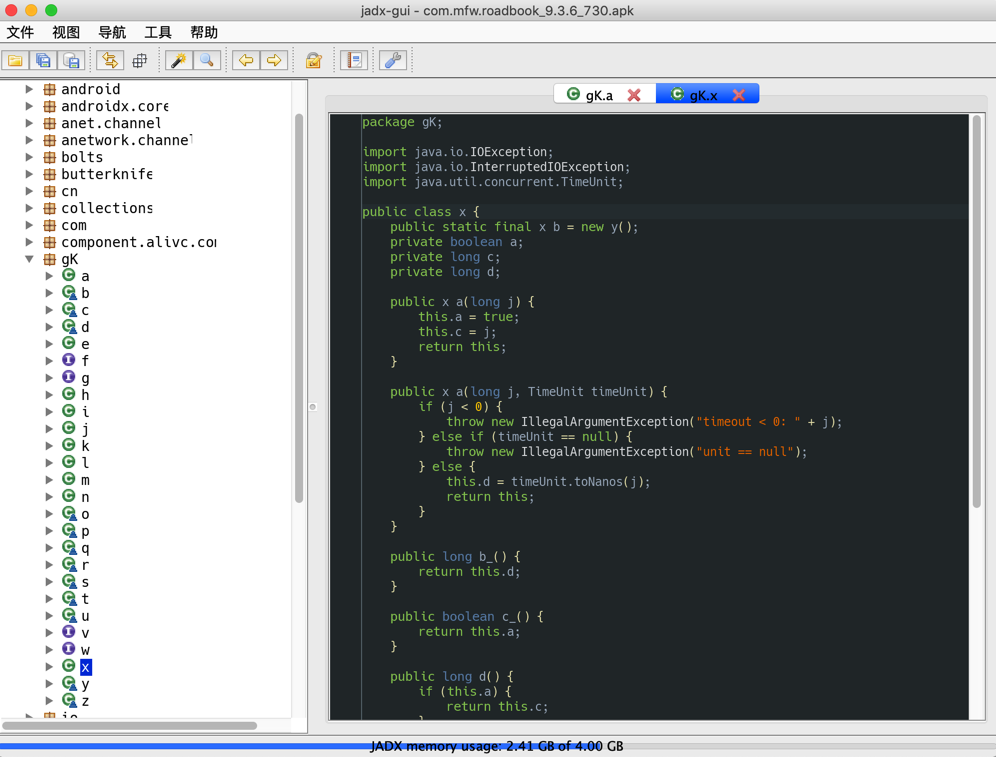 jadx-gui - com.mfw.roadbook_9.3.6_730.apk
文件 视图 导航 工具 帮助
android
androidx.core
anet.channel
anetwork.channel
bolts
butterknife
cn
collections
com
component.alivc.com
gK
a
b
c
d
e
f
g
h
i
j
k
l
m
n
o
p
q
r
s
t
u
v
w
x
y
z
io
gK.a gK.x
package gK;
import java.io.IOException;
import java.io.InterruptedIOException;
import java.util.concurrent.TimeUnit;
public class x {
public static final x b = new y();
private boolean a;
private long c;
private long d;
public x a(long j) {
this.a = true;
this.c = j;
return this;
}
public x a(long j, TimeUnit timeUnit) {
if (j < 0) {
throw new IllegalArgumentException("timeout < 0: " + j);
} else if (timeUnit == null) {
throw new IllegalArgumentException("unit == null");
} else {
this.d = timeUnit.toNanos(j);
return this;
}
}
public long b_() {
return this.d;
}
public boolean c_() {
return this.a;
}
public long d() {
if (this.a) {
return this.c;
JADX memory usage: 2.41 GB of 4.00 GB